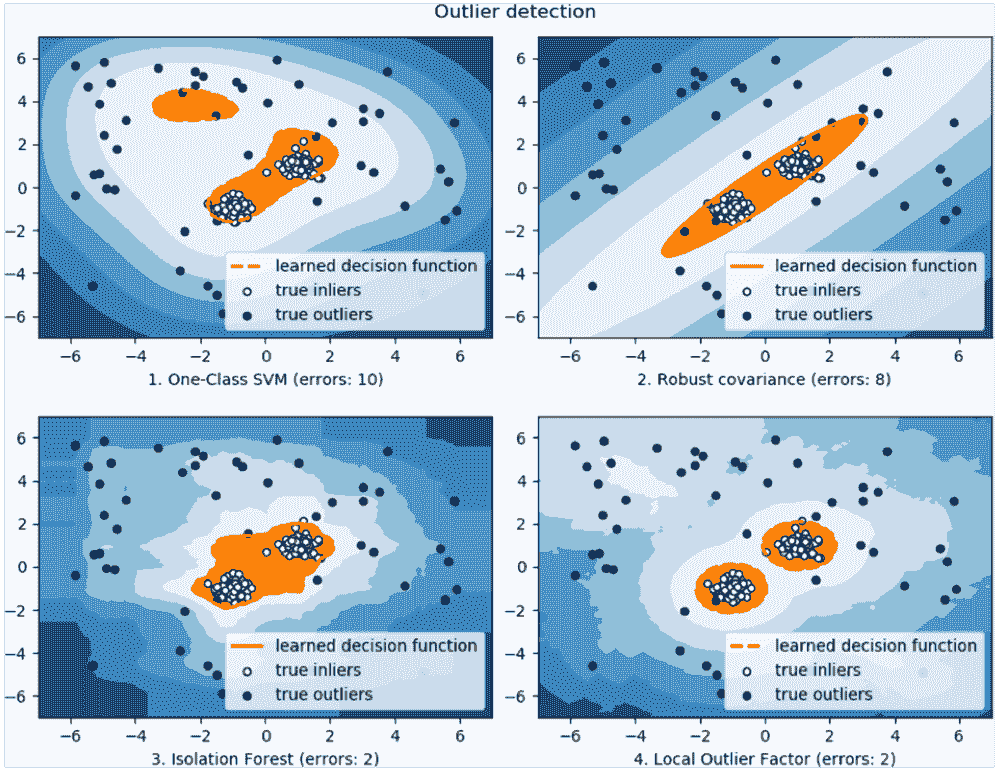 Outlier detection
6
4
2
0
−2
−4
−6
learned decision function
true inliers
true outliers
−6 −4 −2 0 2 4 6
1. One-Class SVM (errors: 10)
6
4
2
0
−2
−4
−6
learned decision function
true inliers
true outliers
−6 −4 −2 0 2 4 6
2. Robust covariance (errors: 8)
6
4
2
0
−2
−4
−6
learned decision function
true inliers
true outliers
−6 −4 −2 0 2 4 6
3. Isolation Forest (errors: 2)
6
4
2
0
−2
−4
−6
learned decision function
true inliers
true outliers
−6 −4 −2 0 2 4 6
4. Local Outlier Factor (errors: 2)